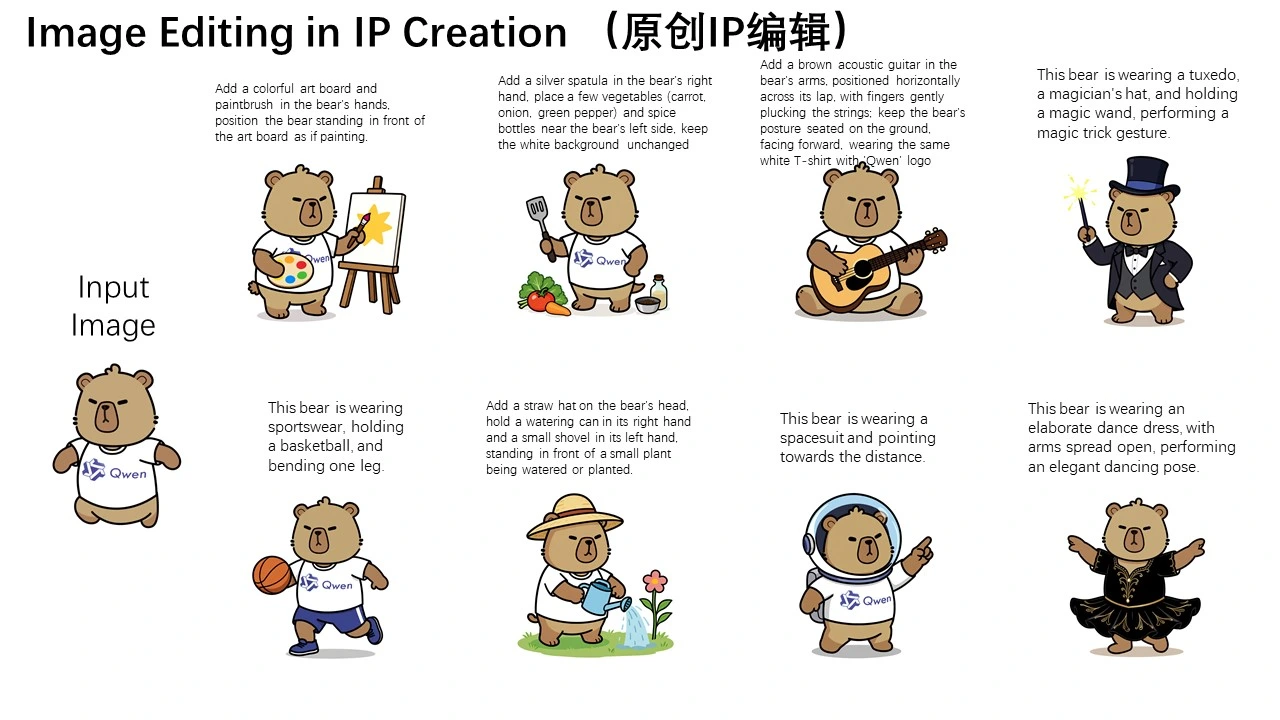 Image Editing in IP Creation （原创IP编辑）
Add a colorful art board and
paintbrush in the bear's hands,
position the bear standing in front of
the art board as if painting.
Add a silver spatula in the bear's right
hand, place a few vegetables (carrot,
onion, green pepper) and spice
bottles near the bear's left side, keep
the white background unchanged
Add a brown acoustic guitar in the
bear's arms, positioned horizontally
across its lap, with fingers gently
plucking the strings; keep the bear's
posture seated on the ground,
facing forward, wearing the same
white T-shirt with 'Qwen' logo
This bear is wearing a tuxedo,
a magician's hat, and holding
a magic wand, performing a
magic trick gesture.
Qwen
Qwen
Input
Image
Qwen
This bear is wearing
sportswear, holding
a basketball, and
bending one leg.
Add a straw hat on the bear's head,
hold a watering can in its right hand
and a small shovel in its left hand,
standing in front of a small plant
being watered or planted.
This bear is wearing a
spacesuit and pointing
towards the distance.
This bear is wearing an
elaborate dance dress, with
arms spread open, performing
an elegant dancing pose.
Qwen
Qwen